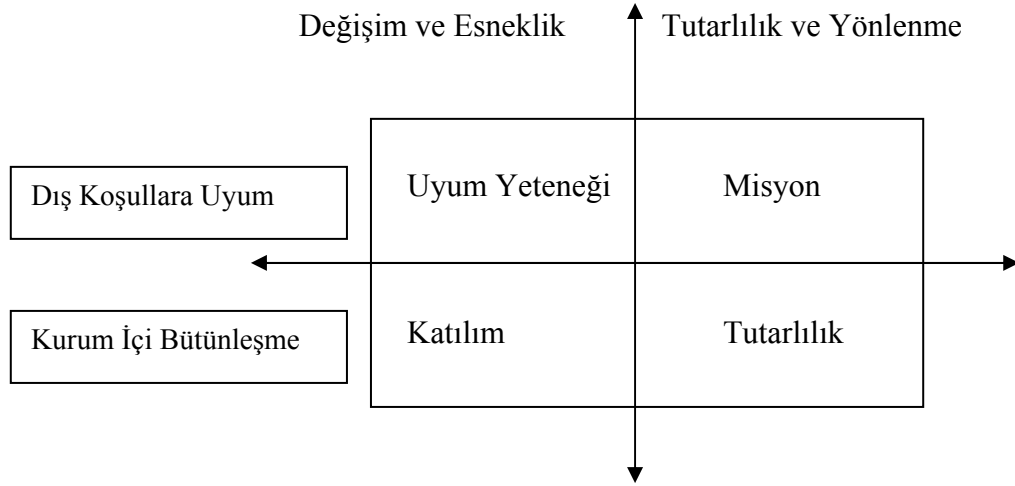 Değişim ve Esneklik Tutarlılık ve Yönlenme
Dış Koşullara Uyum Uyum Yeteneği Misyon
Kurum İçi Bütünleşme Katılım Tutarlılık